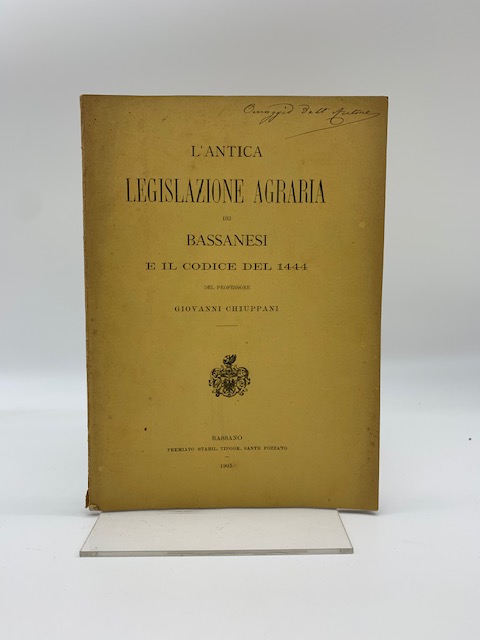 Omaggio dell'Autore
L'ANTICA
LEGISLAZIONE AGRARIA
DEI
BASSANESI
E IL CODICE DEL 1444
DEL PROFESSORE
GIOVANNI CHIUPPANI
BASSANO
PREMIATO STABIL. TIPOGR. SANTE POZZATO
1905